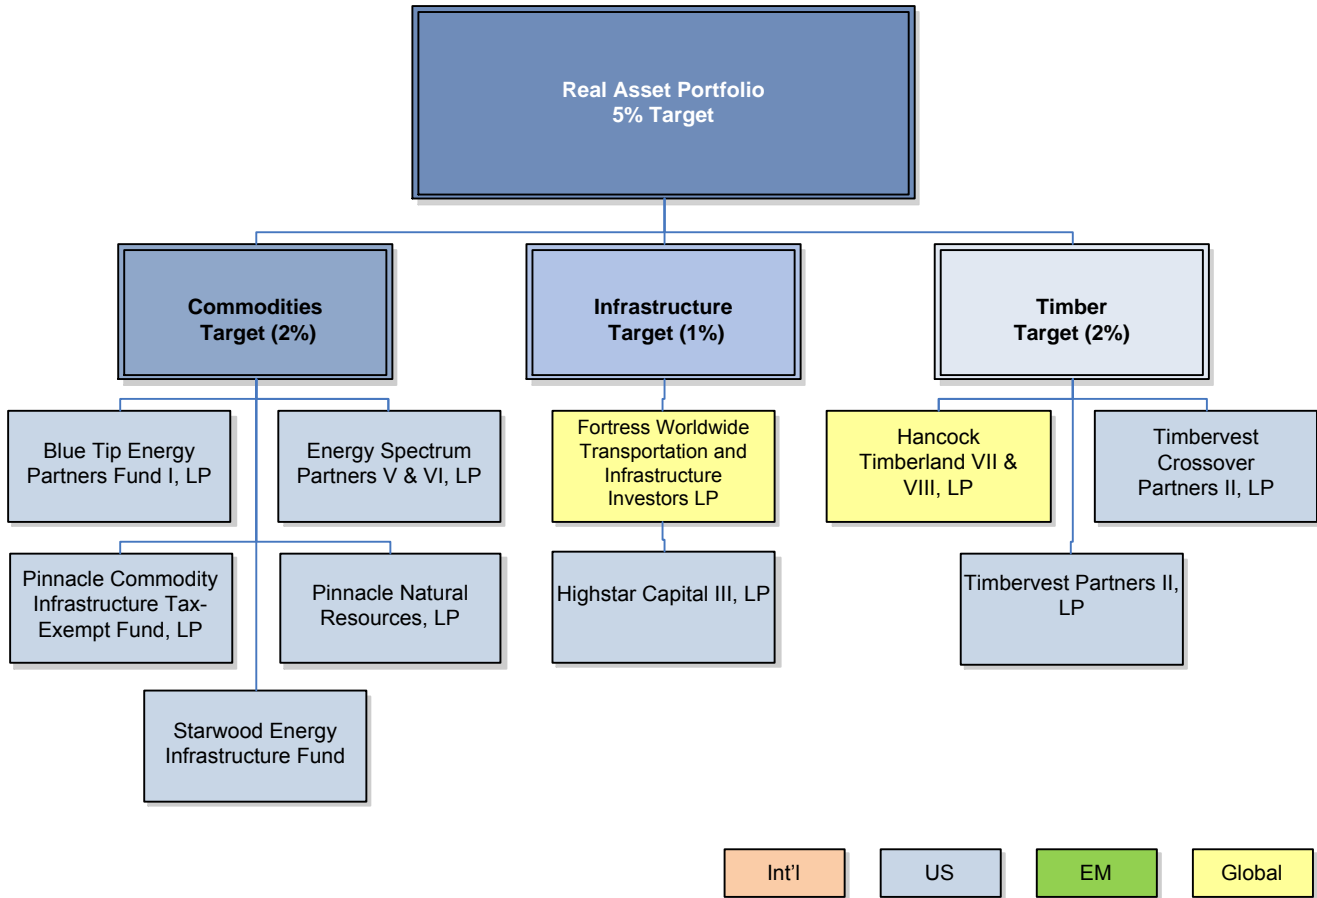 Real Asset Portfolio
5% Target
Commodities
Target (2%)
Infrastructure
Target (1%)
Timber
Target (2%)
Blue Tip Energy
Partners Fund I, LP
Energy Spectrum
Partners V & VI, LP
Fortress Worldwide
Transportation and
Infrastructure
Investors LP
Hancock
Timberland VII &
VIII, LP
Timbervest
Crossover
Partners II, LP
Pinnacle Commodity
Infrastructure Tax-
Exempt Fund, LP
Pinnacle Natural
Resources, LP
Highstar Capital III, LP
Timbervest Partners II,
LP
Starwood Energy
Infrastructure Fund
Int'l
US
EM
Global